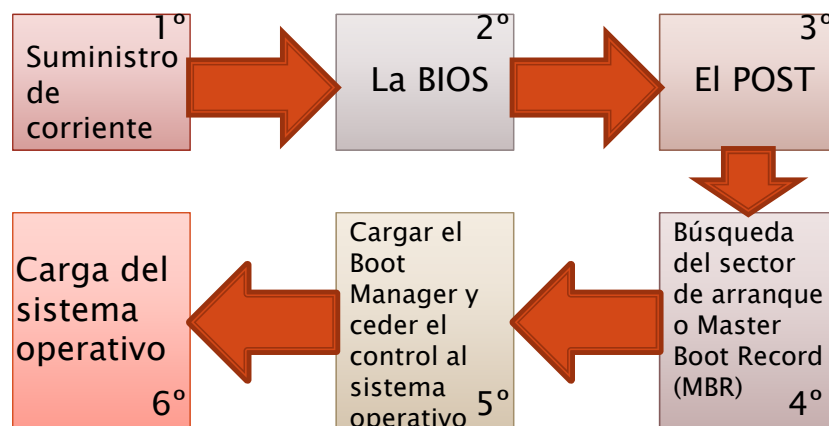 1º
Suministro
de
corriente
2º
La BIOS
3º
El POST
Búsqueda
del sector
de arranque
o Master
Boot Record
(MBR)
4º
Cargar el
Boot
Manager y
ceder el
control al
sistema
operativo
5º
Carga del
sistema
operativo
6º